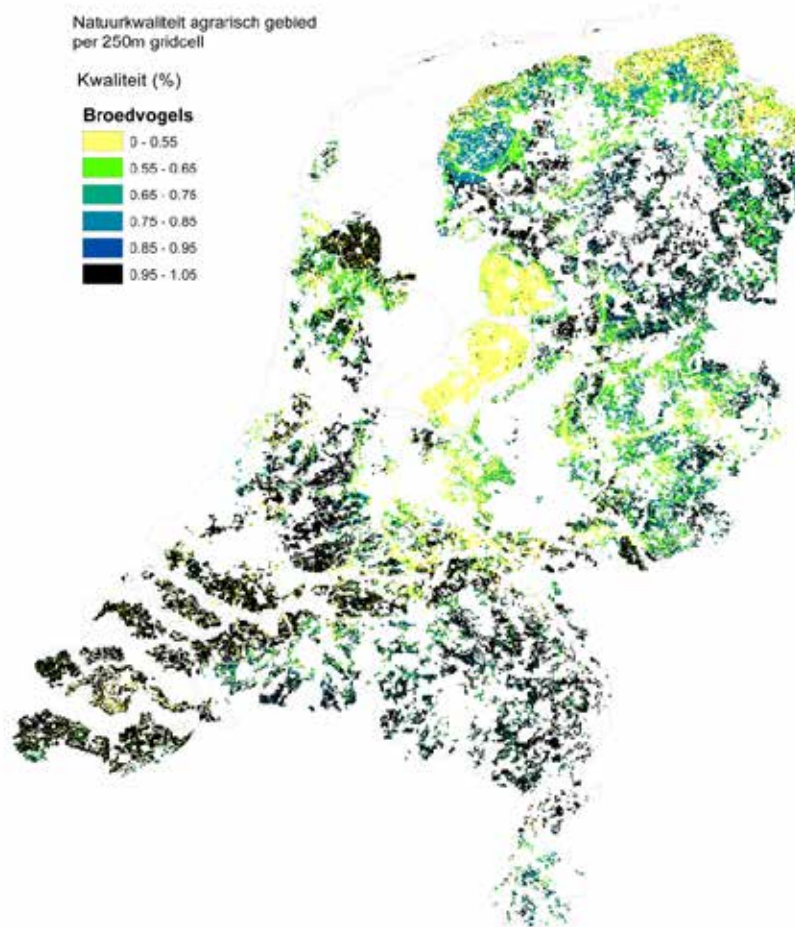 Natuurkwaliteit agrarisch gebied
per 250m gridcell
Kwaliteit (%)
Broedvogels
0 - 0.55
0.55 - 0.65
0.65 - 0.75
0.75 - 0.85
0.85 - 0.95
0.95 - 1.05